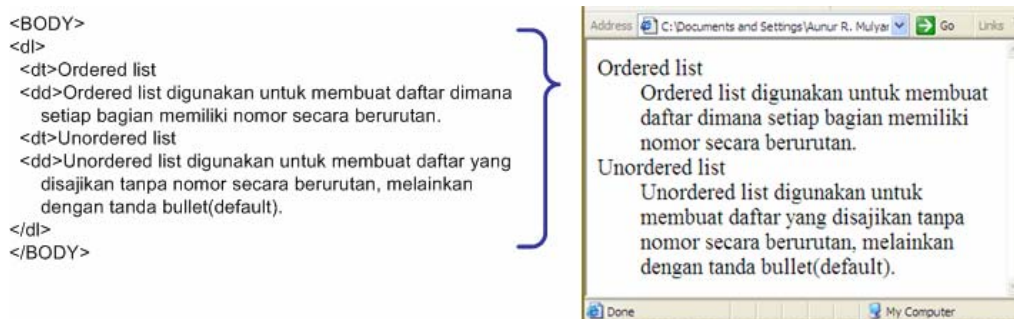 <BODY>
<dl>
<dt>Ordered list
<dd>Ordered list digunakan untuk membuat daftar dimana
setiap bagian memiliki nomor secara berurutan.
<dt>Unordered list
<dd>Unordered list digunakan untuk membuat daftar yang
disajikan tanpa nomor secara berurutan, melainkan
dengan tanda bullet(default).
</dl>
</BODY>
Address C:\Documents and Settings\Aunur R. Mulyar Go Links
Ordered list
Ordered list digunakan untuk membuat
daftar dimana setiap bagian memiliki
nomor secara berurutan.
Unordered list
Unordered list digunakan untuk
membuat daftar yang disajikan tanpa
nomor secara berurutan, melainkan
dengan tanda bullet(default).
Done My Computer